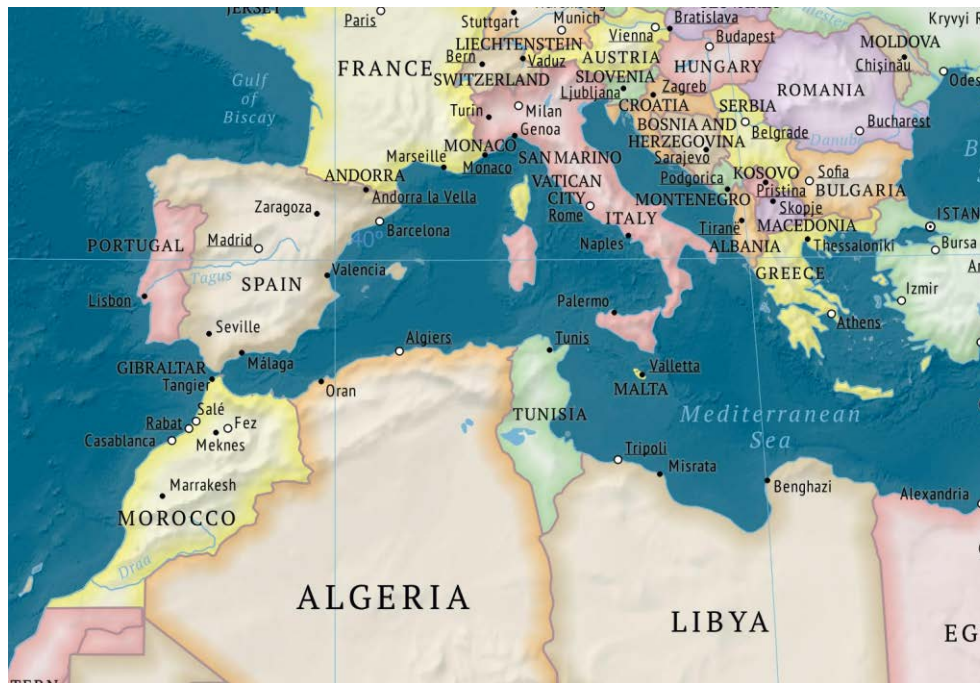 JERSEY
Paris
Stuttgart
Munich
Vienna
Bratislava
Budapest
Kryvyi R
MOLDOVA
Chișinău
Odes
LIECHTENSTEIN
Bern
Vaduz
AUSTRIA
HUNGARY
FRANCE
SWITZERLAND
SLOVENIA
Ljubljana
Zagreb
ROMANIA
Gulf
of
Biscay
Turin
Milan
CROATIA
SERBIA
Genoa
BOSNIA AND
HERZEGOVINA
Belgrade
Danube
Bucharest
MONACO
Marseille
Monaco
SAN MARINO
Sarajevo
VATICAN
CITY
Rome
Podgorica
KOSOVO
Sofia
ANDORRA
Andorra la Vella
Pristina
BULGARIA
MONTENEGRO
Skopje
Zaragoza
ITALY
Barcelona
Tiranë
MACEDONIA
ISTAN
PORTUGAL
Madrid
40°
Naples
ALBANIA
Thessaloniki
Bursa
Tagus
Valencia
GREECE
An
SPAIN
Izmir
Lisbon
Palermo
Athens
Seville
Algiers
Tunis
Málaga
GIBRALTAR
Valletta
Tangier
Oran
MALTA
Salé
TUNISIA
Mediterranean
Sea
Rabat
Fez
Casablanca
Meknes
Tripoli
Misrata
Marrakesh
Benghazi
Alexandria
MOROCCO
Draa
ALGERIA
LIBYA
EG
TERN